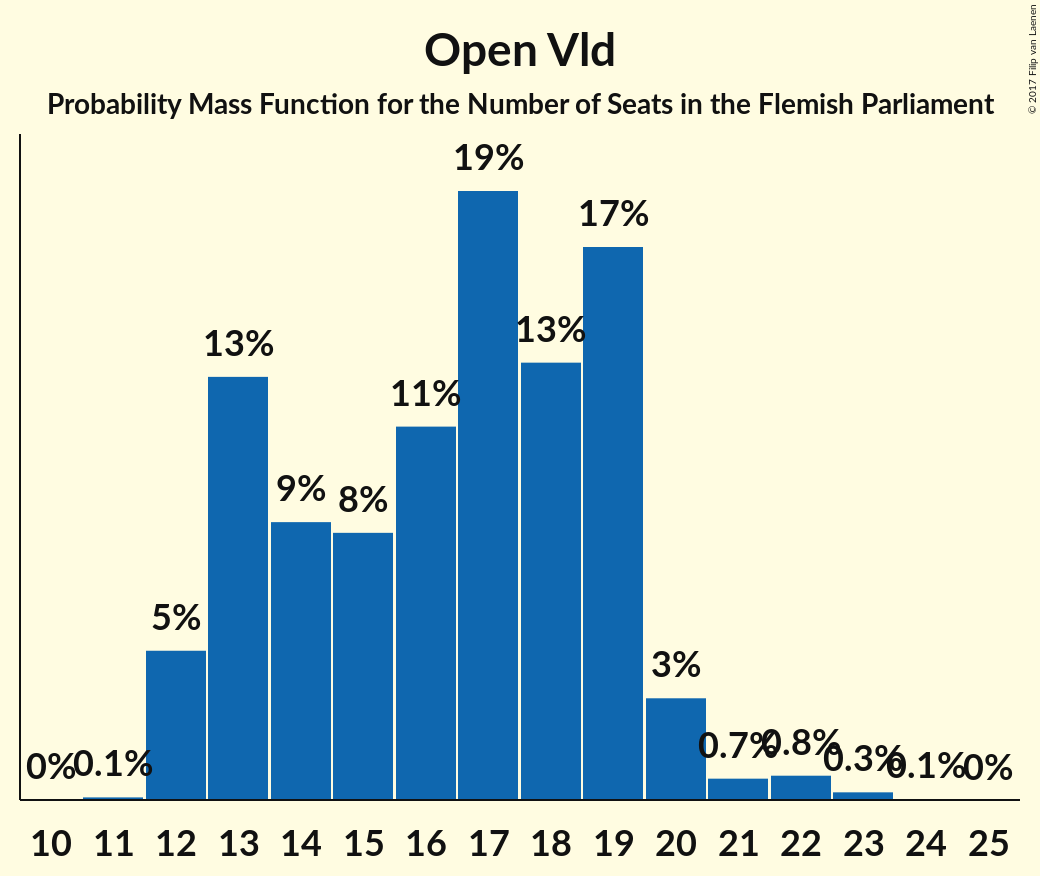 Open Vld
Probability Mass Function for the Number of Seats in the Flemish Parliament
© 2017 Filip van Laenen
0% 0.1% 5% 13% 9% 8% 11% 19% 13% 17% 3% 0.7% 0.8% 0.3% 0.1% 0%
10 11 12 13 14 15 16 17 18 19 20 21 22 23 24 25